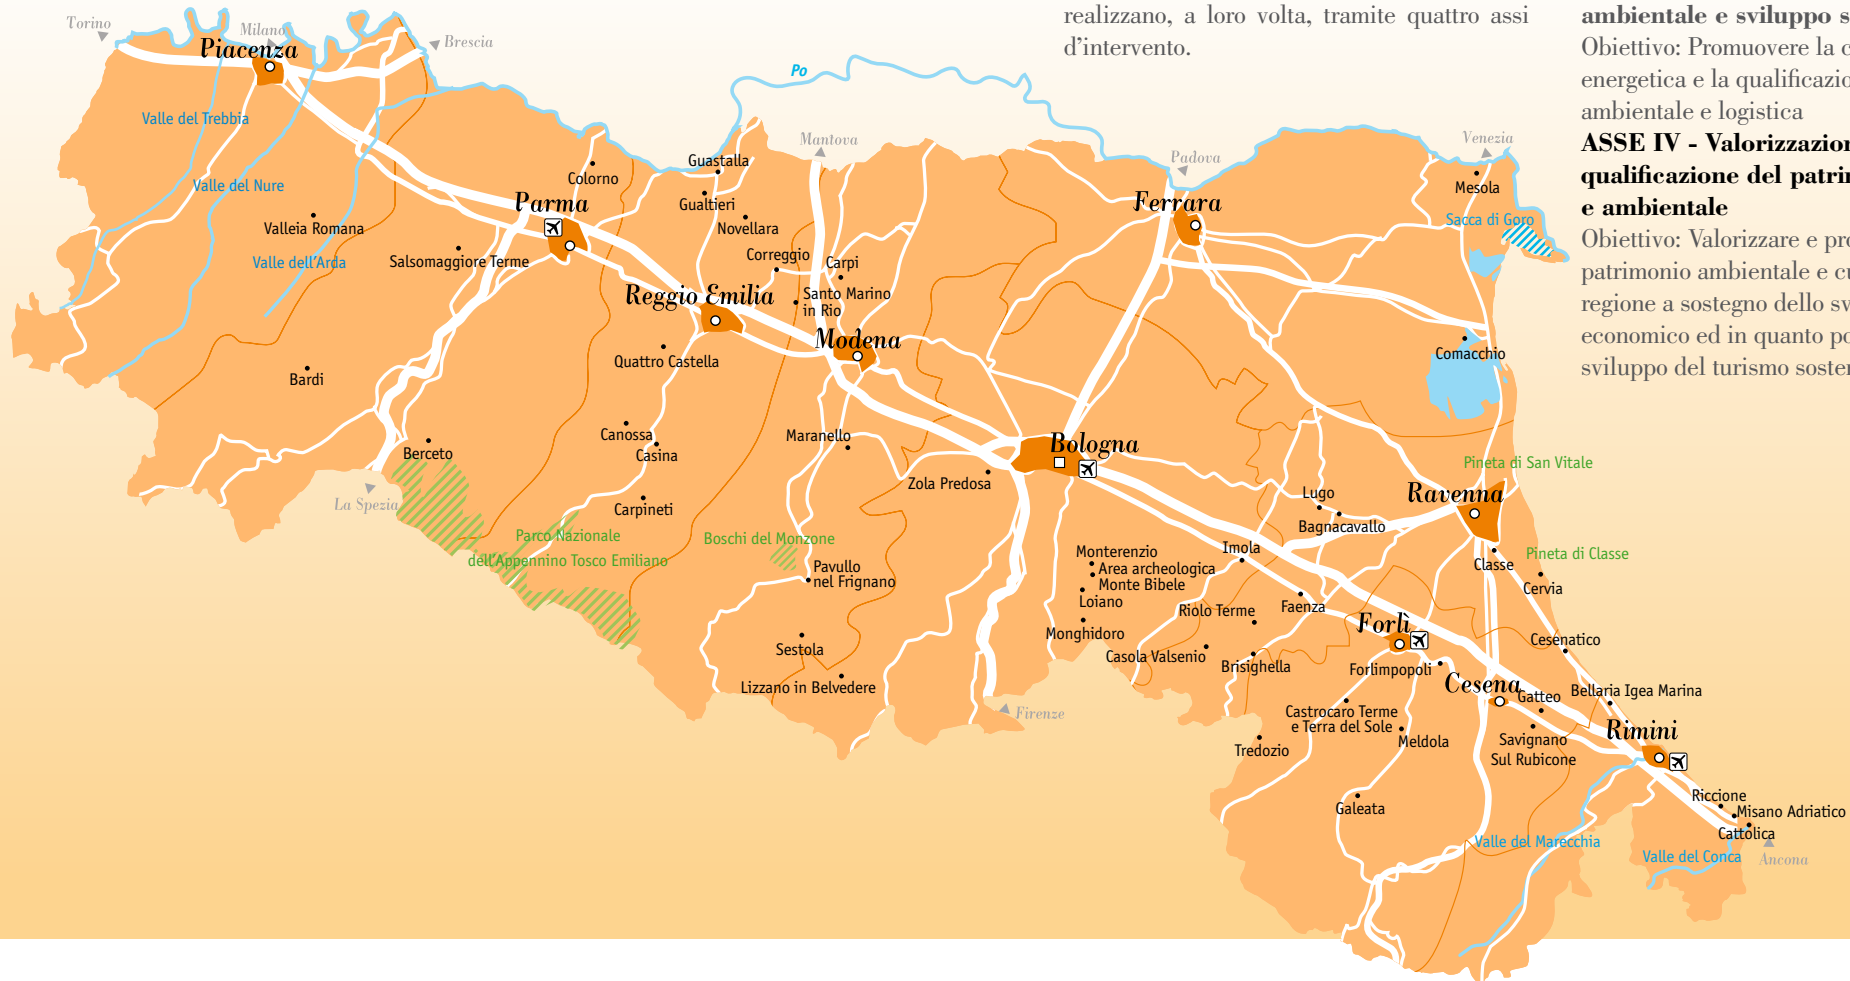 realizzano, a loro volta, tramite quattro assi
d'intervento.
ambientale e sviluppo s
Obiettivo: Promuovere la c
energetica e la qualificazio
ambientale e logistica
ASSE IV - Valorizzazion
qualificazione del patrim
e ambientale
Obiettivo: Valorizzare e pro
patrimonio ambientale e cu
regione a sostegno dello sv
economico ed in quanto po
sviluppo del turismo soster
Torino
Milano
Piacenza
Brescia
Po
Valle del Trebbia
Mantova
Venezia
Padova
Guastalla
Colorno
Valle del Nure
Mesola
Parma
Gualtieri
Ferrara
Valleia Romana
Novellara
Sacca di Goro
Valle dell'Arda
Salsomaggiore Terme
Correggio
Carpi
Reggio Emilia
Santo Marino
in Rio
Modena
Quattro Castella
Comacchio
Bardi
Canossa
Maranello
Bologna
Berceto
Casina
Pineta di San Vitale
Zola Predosa
Lugo
Ravenna
La Spezia
Carpineti
Bagnacavallo
Parco Nazionale
dell'Appennino Tosco Emiliano
Boschi del Monzone
Imola
Pineta di Classe
Monterenzio
Area archeologica
Monte Bibele
Loiano
Pavullo
nel Frignano
Classe
Cervia
Riolo Terme
Faenza
Forlì
Monghidoro
Cesenatico
Sestola
Casola Valsenio
Brisighella
Forlimpopoli
Lizzano in Belvedere
Cesena
Gatteo
Bellaria Igea Marina
Firenze
Castrocaro Terme
e Terra del Sole
Rimini
Tredozio
Meldola
Savignano
Sul Rubicone
Riccione
Galeata
Misano Adriatico
Cattolica
Valle del Marecchia
Valle del Conca
Ancona